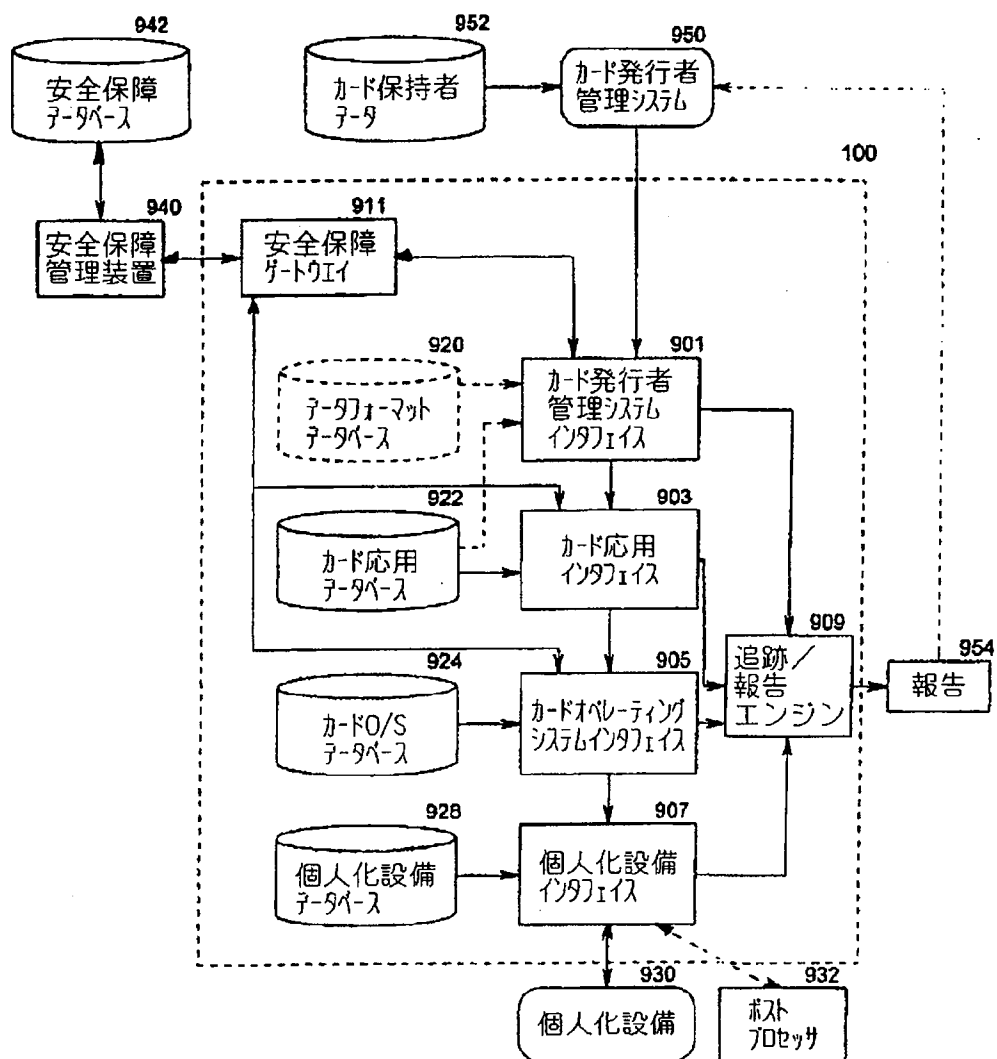 942
安全保障
データベース
952
カード保持者
データ
950
カード発行者
管理システム
100
940
安全保障
管理装置
911
安全保障
ゲートウエイ
920
データフォーマット
データベース
901
カード発行者
管理システム
インタフェイス
922
カード応用
データベース
903
カード応用
インタフェイス
924
カードO/S
データベース
905
カードオペレーティング
システムインタフェイス
909
追跡／
報告
エンジン
954
報告
928
個人化設備
データベース
907
個人化設備
インタフェイス
930
個人化設備
932
ポスト
プロセッサ